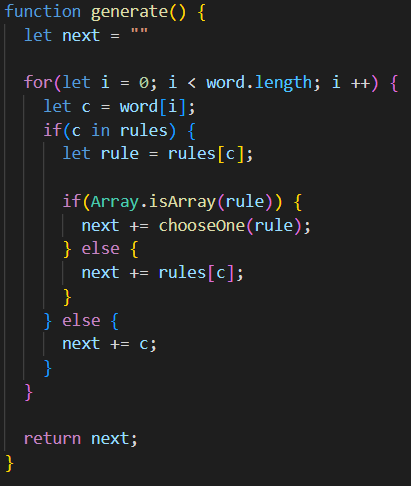 function generate() {
  let next = ""

  for(let i = 0; i < word.length; i ++) {
    let c = word[i];
    if(c in rules) {
      let rule = rules[c];

      if(Array.isArray(rule)) {
        next += chooseOne(rule);
      } else {
        next += rules[c];
      }
    } else {
      next += c;
    }
  }

  return next;
}